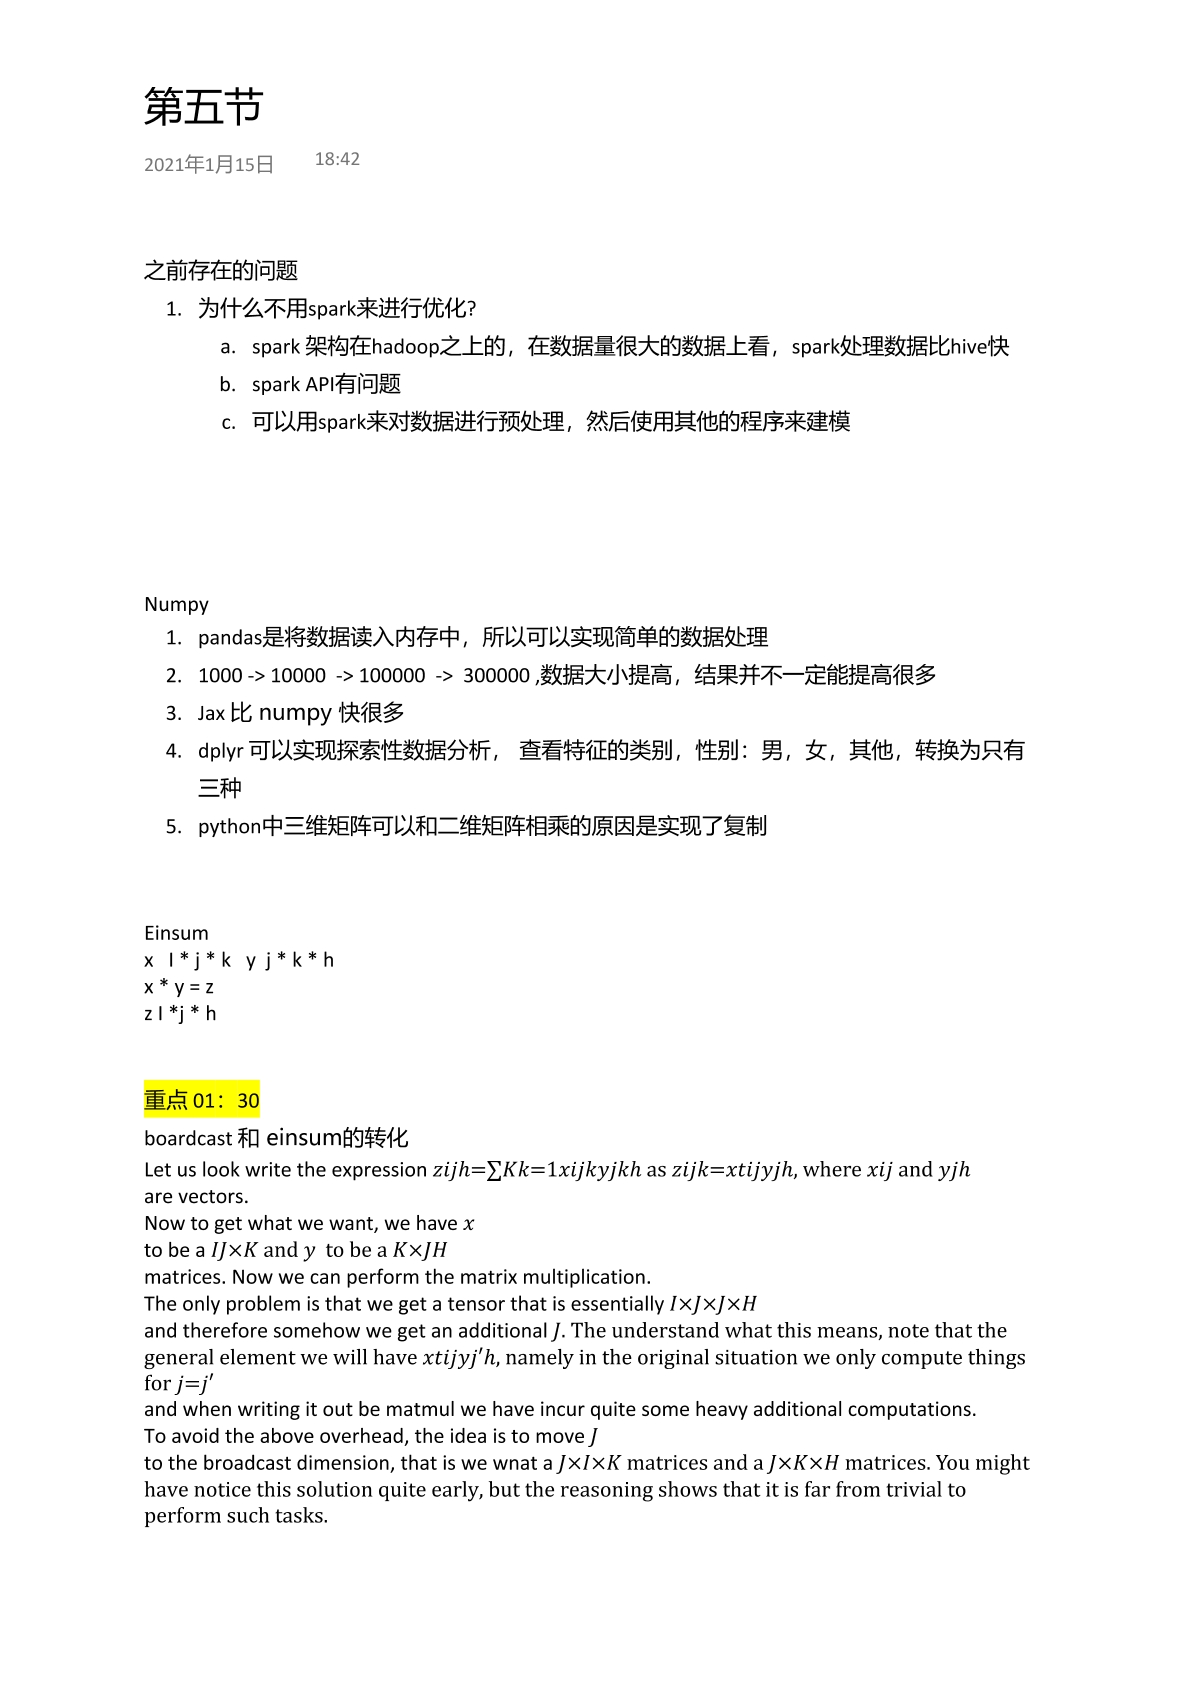 第五节
2021年1月15日 18:42
之前存在的问题
1. 为什么不用spark来进行优化?
a. spark 架构在hadoop之上的，在数据量很大的数据上看，spark处理数据比hive快
b. spark API有问题
c. 可以用spark来对数据进行预处理，然后使用其他的程序来建模
Numpy
1. pandas是将数据读入内存中，所以可以实现简单的数据处理
2. 1000 -> 10000 -> 100000 -> 300000 ,数据大小提高，结果并不一定能提高很多
3. Jax 比 numpy 快很多
4. dplyr 可以实现探索性数据分析， 查看特征的类别，性别：男，女，其他，转换为只有
三种
5. python中三维矩阵可以和二维矩阵相乘的原因是实现了复制
Einsum
x I * j * k y j * k * h
x * y = z
z I *j * h
重点 01：30
boardcast 和 einsum的转化
Let us look write the expression 𝑧𝑖𝑗ℎ=∑𝐾𝑘=1𝑥𝑖𝑗𝑘𝑦𝑗𝑘ℎ as 𝑧𝑖𝑗𝑘=𝑥𝑡𝑖𝑗𝑦𝑗ℎ, where 𝑥𝑖𝑗 and 𝑦𝑗ℎ
are vectors.
Now to get what we want, we have 𝑥
to be a 𝐼𝐽×𝐾 and 𝑦 to be a 𝐾×𝐽𝐻
matrices. Now we can perform the matrix multiplication.
The only problem is that we get a tensor that is essentially 𝐼×𝐽×𝐽×𝐻
and therefore somehow we get an additional 𝐽. The understand what this means, note that the
general element we will have 𝑥𝑡𝑖𝑗𝑦𝑗′ℎ, namely in the original situation we only compute things
for 𝑗=𝑗′
and when writing it out be matmul we have incur quite some heavy additional computations.
To avoid the above overhead, the idea is to move 𝐽
to the broadcast dimension, that is we wnat a 𝐽×𝐼×𝐾 matrices and a 𝐽×𝐾×𝐻 matrices. You might
have notice this solution quite early, but the reasoning shows that it is far from trivial to
perform such tasks.